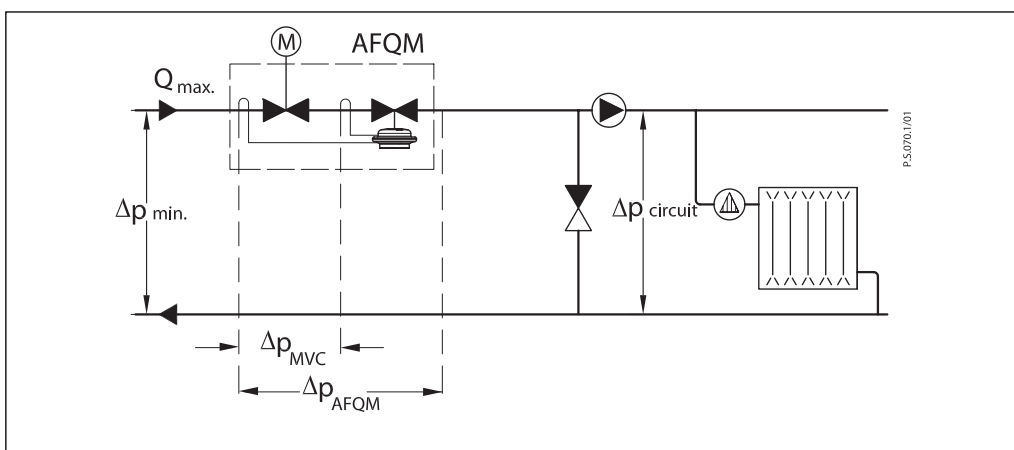 M
AFQM
Q max.
P.S.070.1/01
Δp min.
Δp circuit
Δp MVC
Δp AFQM